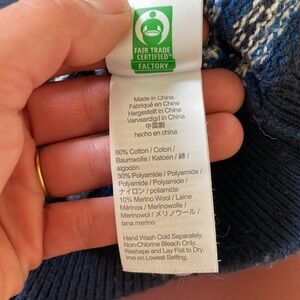 FAIR TRADE
CERTIFIED™
FACTORY
Made in China
Fabriqué en Chine
Hergestellt in China
Vervaardigd in China
中国製
hecho en china
60% Cotton / Coton /
Baumwolle / Katoen / 綿 /
algodón
30% Polyamide / Polyamide /
Polyamid / Polyamide /
ナイロン / poliamida
10% Merino Wool / Laine
Mérinos / Merinowolle /
Merinowol / メリノウール /
lana merino
Hand Wash Cold Separately.
Non-Chlorine Bleach Only.
Reshape and Lay Flat to Dry.
Iron on Lowest Setting.